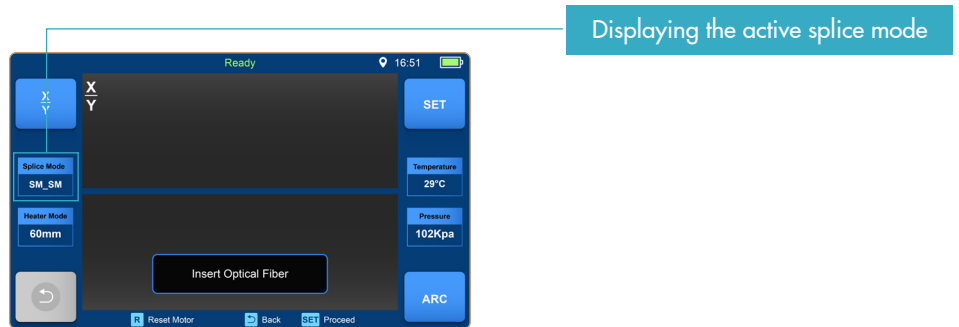 Displaying the active splice mode
Ready
16:51
X
Y
X
Y
SET
Splice Mode
SM_SM
Temperature
29°C
Heater Mode
60mm
Pressure
102Kpa
Insert Optical Fiber
ARC
R Reset Motor Back SET Proceed